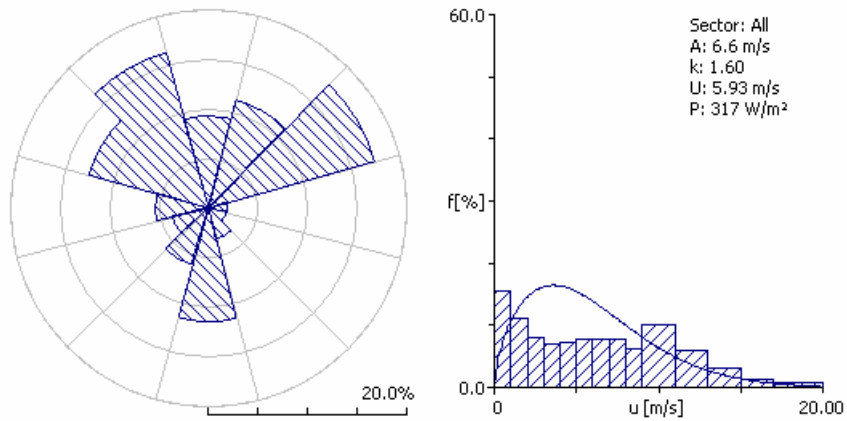 20.0%
60.0
f[%]
0.0
0
u [m/s]
20.00
Sector: All
A: 6.6 m/s
k: 1.60
U: 5.93 m/s
P: 317 W/m²